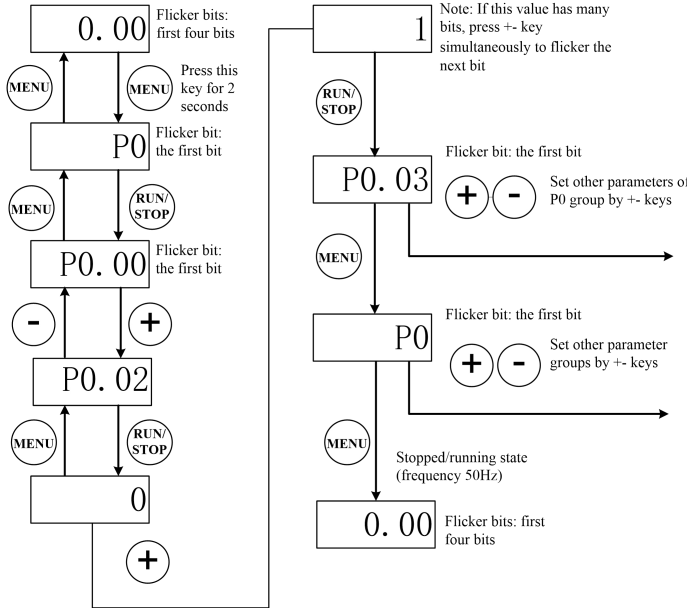 0.00
Flicker bits:
first four bits
MENU
MENU
Press this
key for 2
seconds
P0
Flicker bit:
the first bit
MENU
RUN/
STOP
P0.00
Flicker bit:
the first bit
-
+
P0.02
MENU
RUN/
STOP
0
+
1
Note: If this value has many
bits, press +- key
simultaneously to flicker the
next bit
RUN/
STOP
P0.03
Flicker bit: the first bit
+
-
Set other parameters of
P0 group by +- keys
MENU
P0
Flicker bit: the first bit
+
-
Set other parameter
groups by +- keys
MENU
Stopped/running state
(frequency 50Hz)
0.00
Flicker bits: first
four bits